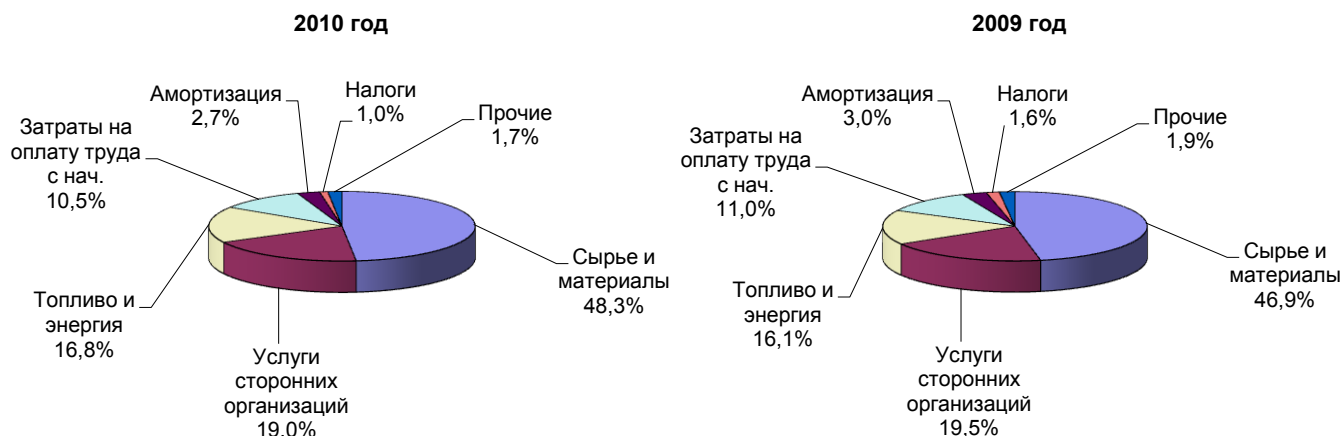 2010 год
Амортизация
2,7%
Налоги
1,0%
Прочие
1,7%
Затраты на
оплату труда
с нач.
10,5%
Сырье и
материалы
48,3%
Топливо и
энергия
16,8%
Услуги
сторонних
организаций
19,0%
2009 год
Амортизация
3,0%
Налоги
1,6%
Прочие
1,9%
Затраты на
оплату труда
с нач.
11,0%
Сырье и
материалы
46,9%
Топливо и
энергия
16,1%
Услуги
сторонних
организаций
19,5%